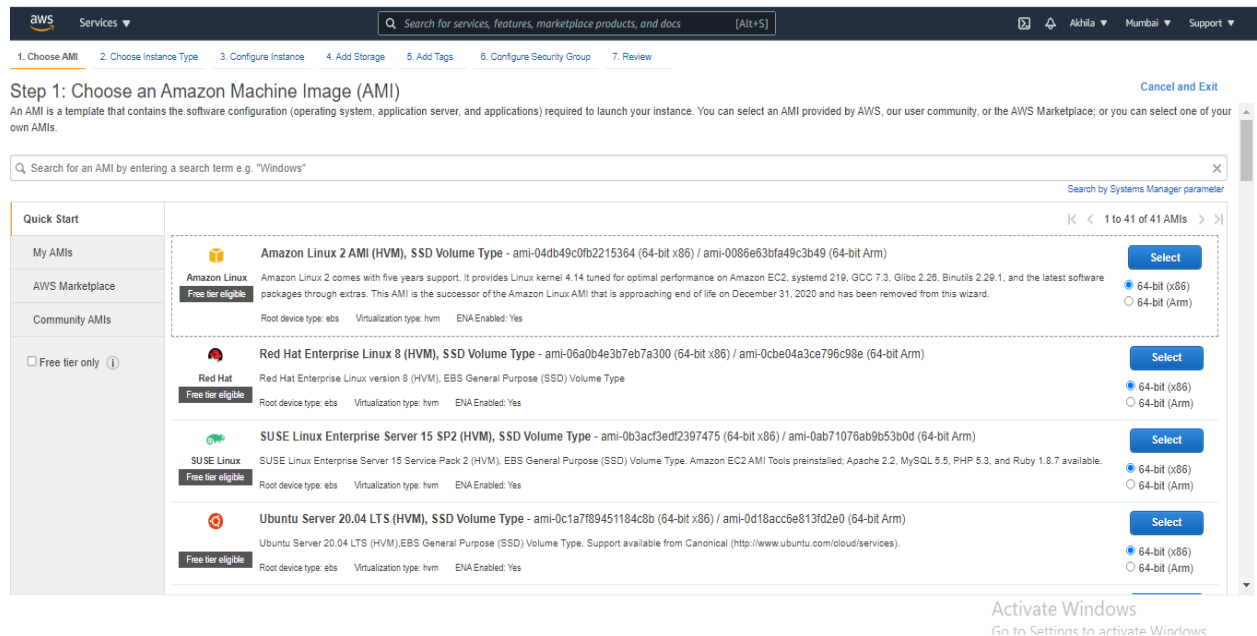 aws Services ▾ Search for services, features, marketplace products, and docs [Alt+S] Akhila ▾ Mumbai ▾ Support ▾
1. Choose AMI 2. Choose Instance Type 3. Configure Instance 4. Add Storage 5. Add Tags 6. Configure Security Group 7. Review
Step 1: Choose an Amazon Machine Image (AMI)
Cancel and Exit
An AMI is a template that contains the software configuration (operating system, application server, and applications) required to launch your instance. You can select an AMI provided by AWS, our user community, or the AWS Marketplace; or you can select one of your
own AMIs.
Search for an AMI by entering a search term e.g. "Windows"
Search by Systems Manager parameter
Quick Start
My AMIs
AWS Marketplace
Community AMIs
Free tier only
1 to 41 of 41 AMIs
Amazon Linux
Free tier eligible
Amazon Linux 2 AMI (HVM), SSD Volume Type - ami-04db49c0fb2215364 (64-bit x86) / ami-0086e63bfa49c3b49 (64-bit Arm)
Amazon Linux 2 comes with five years support. It provides Linux kernel 4.14 tuned for optimal performance on Amazon EC2, systemd 219, GCC 7.3, Glibc 2.26, Binutils 2.29.1, and the latest software
packages through extras. This AMI is the successor of the Amazon Linux AMI that is approaching end of life on December 31, 2020 and has been removed from this wizard.
Root device type: ebs Virtualization type: hvm ENA Enabled: Yes
Select
64-bit (x86)
64-bit (Arm)
Red Hat
Free tier eligible
Red Hat Enterprise Linux 8 (HVM), SSD Volume Type - ami-06a0b4e3b7eb7a300 (64-bit x86) / ami-0cbe04a3ce796c98e (64-bit Arm)
Red Hat Enterprise Linux version 8 (HVM), EBS General Purpose (SSD) Volume Type
Root device type: ebs Virtualization type: hvm ENA Enabled: Yes
Select
64-bit (x86)
64-bit (Arm)
SUSE Linux
Free tier eligible
SUSE Linux Enterprise Server 15 SP2 (HVM), SSD Volume Type - ami-0b3acf3edf2397475 (64-bit x86) / ami-0ab71076ab9b53b0d (64-bit Arm)
SUSE Linux Enterprise Server 15 Service Pack 2 (HVM), EBS General Purpose (SSD) Volume Type. Amazon EC2 AMI Tools preinstalled; Apache 2.2, MySQL 5.5, PHP 5.3, and Ruby 1.8.7 available.
Root device type: ebs Virtualization type: hvm ENA Enabled: Yes
Select
64-bit (x86)
64-bit (Arm)
Free tier eligible
Ubuntu Server 20.04 LTS (HVM), SSD Volume Type - ami-0c1a7f89451184c8b (64-bit x86) / ami-0d18acc6e813fd2e0 (64-bit Arm)
Ubuntu Server 20.04 LTS (HVM),EBS General Purpose (SSD) Volume Type. Support available from Canonical (http://www.ubuntu.com/cloud/services).
Root device type: ebs Virtualization type: hvm ENA Enabled: Yes
Select
64-bit (x86)
64-bit (Arm)
Activate Windows
Go to Settings to activate Windows